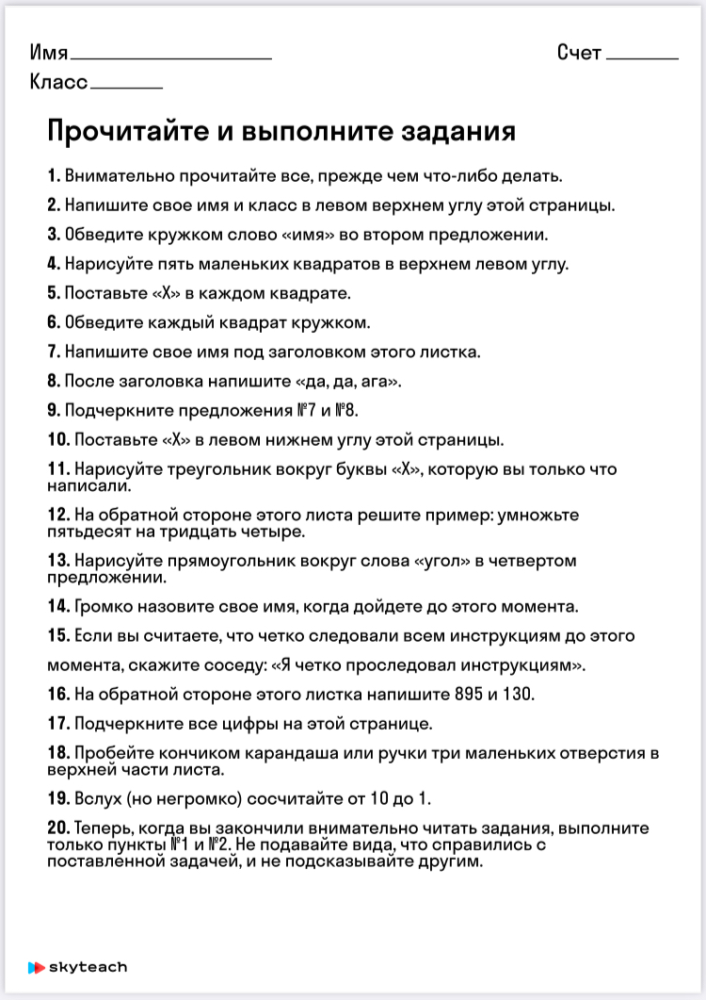 Имя
Счет
Класс
Прочитайте и выполните задания
1. Внимательно прочитайте все, прежде чем что-либо делать.
2. Напишите свое имя и класс в левом верхнем углу этой страницы.
3. Обведите кружком слово «имя» во втором предложении.
4. Нарисуйте пять маленьких квадратов в верхнем левом углу.
5. Поставьте «Х» в каждом квадрате.
6. Обведите каждый квадрат кружком.
7. Напишите свое имя под заголовком этого листка.
8. После заголовка напишите «да, да, ага».
9. Подчеркните предложения №7 и №8.
10. Поставьте «Х» в левом нижнем углу этой страницы.
11. Нарисуйте треугольник вокруг буквы «Х», которую вы только что
написали.
12. На обратной стороне этого листа решите пример: умножьте
пятьдесят на тридцать четыре.
13. Нарисуйте прямоугольник вокруг слова «угол» в четвертом
предложении.
14. Громко назовите свое имя, когда дойдете до этого момента.
15. Если вы считаете, что четко следовали всем инструкциям до этого
момента, скажите соседу: «Я четко проследовал инструкциям».
16. На обратной стороне этого листка напишите 895 и 130.
17. Подчеркните все цифры на этой странице.
18. Пробейте кончиком карандаша или ручки три маленьких отверстия в
верхней части листа.
19. Вслух (но негромко) сосчитайте от 10 до 1.
20. Теперь, когда вы закончили внимательно читать задания, выполните
только пункты №1 и №2. Не подавайте вида, что справились с
поставленной задачей, и не подсказывайте другим.
skyteach